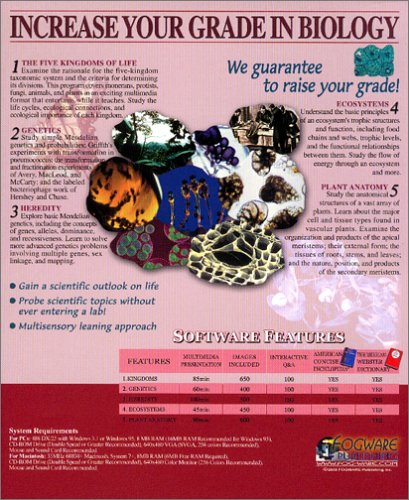 INCREASE YOUR GRADE IN BIOLOGY
1 THE FIVE KINGDOMS OF LIFE
Examine the rationale for the five-kingdom
taxonomic system and the criteria for determining
its divisions. This program covers monerans, protists,
fungi, animals, and plants in an exciting multimedia
format that entertains while it teaches. Study the
life cycles, ecological connections, and
ecological importance of each kingdom.
2 GENETICS
Study simple Mendelian
genetics and probabilities; Griffith's
experiments with transformation in
pneumococcus; the transformation
and fractionation experiments
of Avery, MacLeod, and
McCarty; and the labeled
bacteriophage work of
Hershey and Chase.
3 HEREDITY
Explore basic Mendelian
genetics, including the concepts
of genes, alleles, dominance, and
recessiveness. Learn to solve
more advanced genetics problems
involving multiple genes, sex
linkage, and mapping.
We guarantee
to raise your grade!
ECOSYSTEMS 4
Understand the basic principles
of an ecosystem's trophic structures
and function, including food
chains and webs, trophic levels,
and the functional relationships
between them. Study the flow of
energy through an ecosystem
and more.
PLANT ANATOMY 5
Study the anatomical
structures of a vast array of
plants. Learn about the major
cell and tissue types found in
vascular plants. Examine the
organization and products of the apical
meristems; their external form; the
tissues of roots, stems, and leaves;
and the nature, position, and products
of the secondary meristems.
Gain a scientific outlook on life
Probe scientific topics without
ever entering a lab!
Multisensory leaning approach
SOFTWARE FEATURES
FEATURES MULTIMEDIA PRESENTATION IMAGES INCLUDED INTERACTIVE Q&A AMERICAN CONCISE ENCYCLOPEDIA WEBSTER DICTIONARY
1. KINGDOMS 85min 650 100 YES YES
2. GENETICS 60min 400 100 YES YES
3. HEREDITY 500 100 YES YES
4. ECOSYSTEMS 45min 450 100 YES YES
5. PLANT ANATOMY 600 100 YES YES
System Requirements
For PCs: 486 DX/25 with Windows 3.1 or Windows 95, 8 MB RAM (16MB RAM Recommended for Windows 95),
CD-ROM Drive (Double Speed or Greater Recommended), 640x480 SVGA, 256 colors Recommended).
Mouse and Sound Card Recommended.
For Macintosh: 33MHz 68040 Macintosh, System 7+, 8MB RAM (6MB Free RAM Required),
CD-ROM Drive (Double Speed or Greater Recommended), 640x480 Color Monitor (256 Colors Recommended).
Mouse and Sound Card Recommended.
FOGWARE
PUBLISHING
WWW.FOGWARE.COM